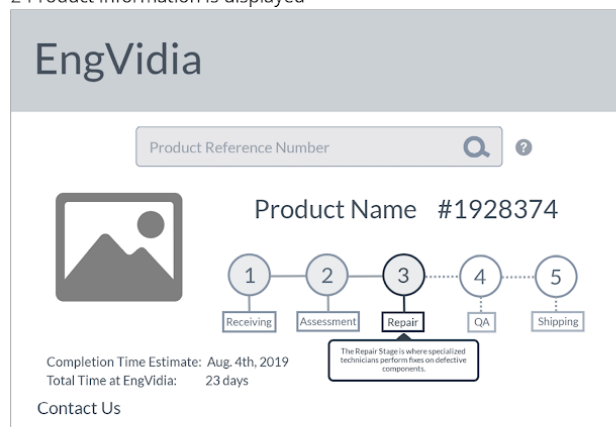 2 Product information is displayed
EngVidia
Product Reference Number
?
Product Name #1928374
1 2 3 4 5
Receiving Assessment Repair QA Shipping
The Repair Stage is where specialized
technicians perform fixes on defective
components.
Completion Time Estimate: Aug. 4th, 2019
Total Time at EngVidia: 23 days
Contact Us